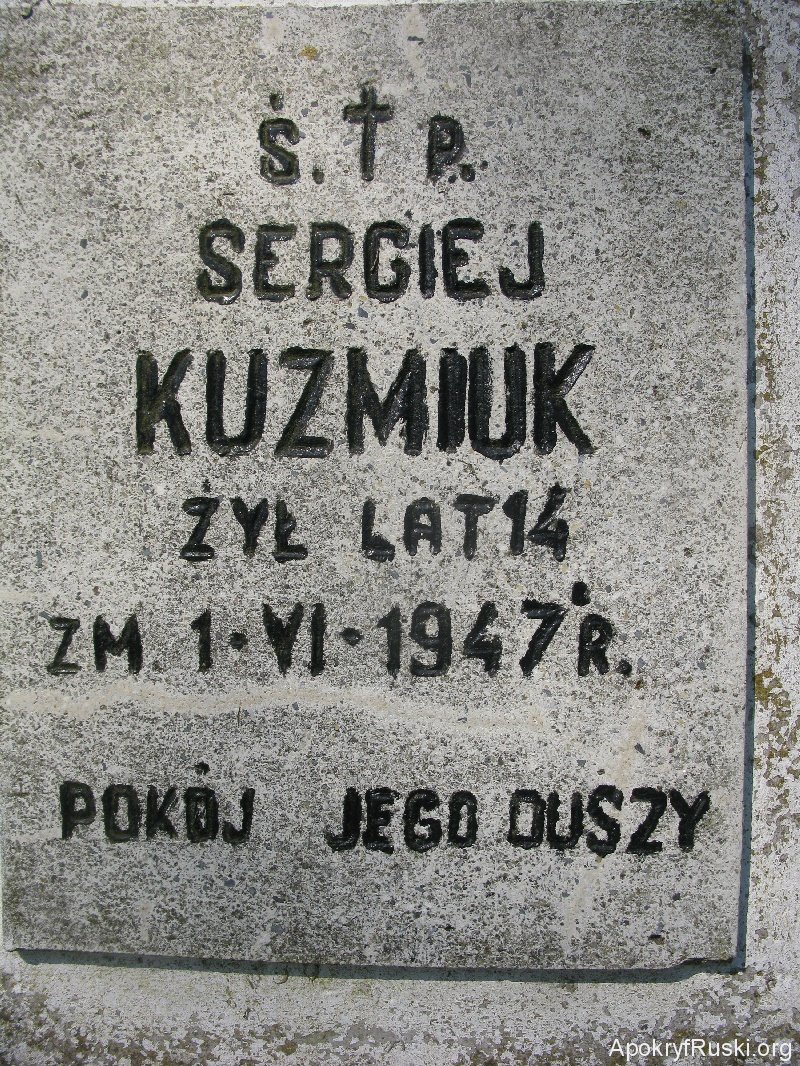 Ś. † P.
SERGIEJ
KUZMIUK
ŻYŁ LAT 14
ZM. 1·VI·1947 R.
POKÓJ JEGO DUSZY
ApokryfRuski.org